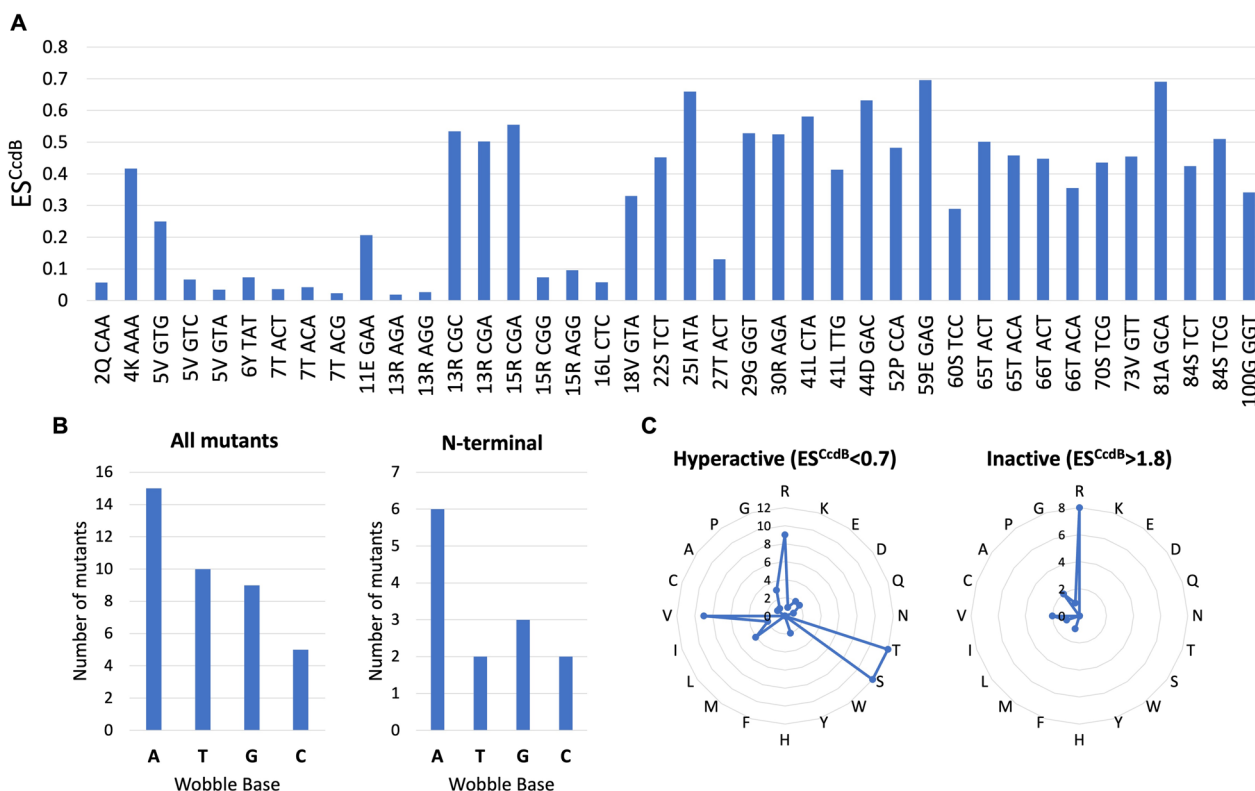 A
0.8
0.7
0.6
0.5
0.4
0.3
0.2
0.1
0
ES^CcdB
2Q CAA
4K AAA
5V GTG
5V GTC
5V GTA
6Y TAT
7T ACT
7T ACA
7T ACG
11E GAA
13R AGA
13R AGG
13R CGC
13R CGA
15R CGA
15R CGG
15R AGG
16L CTC
18V GTA
22S TCT
25I ATA
27T ACT
29G GGT
30R AGA
41L CTA
41L TTG
44D GAC
52P CCA
59E GAG
60S TCC
65T ACT
65T ACA
66T ACT
66T ACA
70S TCG
73V GTT
81A GCA
84S TCT
84S TCG
100G GGT
B
All mutants
Number of mutants
16
14
12
10
8
6
4
2
0
A T G C
Wobble Base
N-terminal
Number of mutants
7
6
5
4
3
2
1
0
A T G C
Wobble Base
C
Hyperactive (ES^CcdB<0.7)
R
K
E
D
Q
N
T
S
W
Y
H
F
M
L
I
V
C
A
P
G
12
10
8
6
4
2
0
Inactive (ES^CcdB>1.8)
R
K
E
D
Q
N
T
S
W
Y
H
F
M
L
I
V
C
A
P
G
8
6
4
2
0